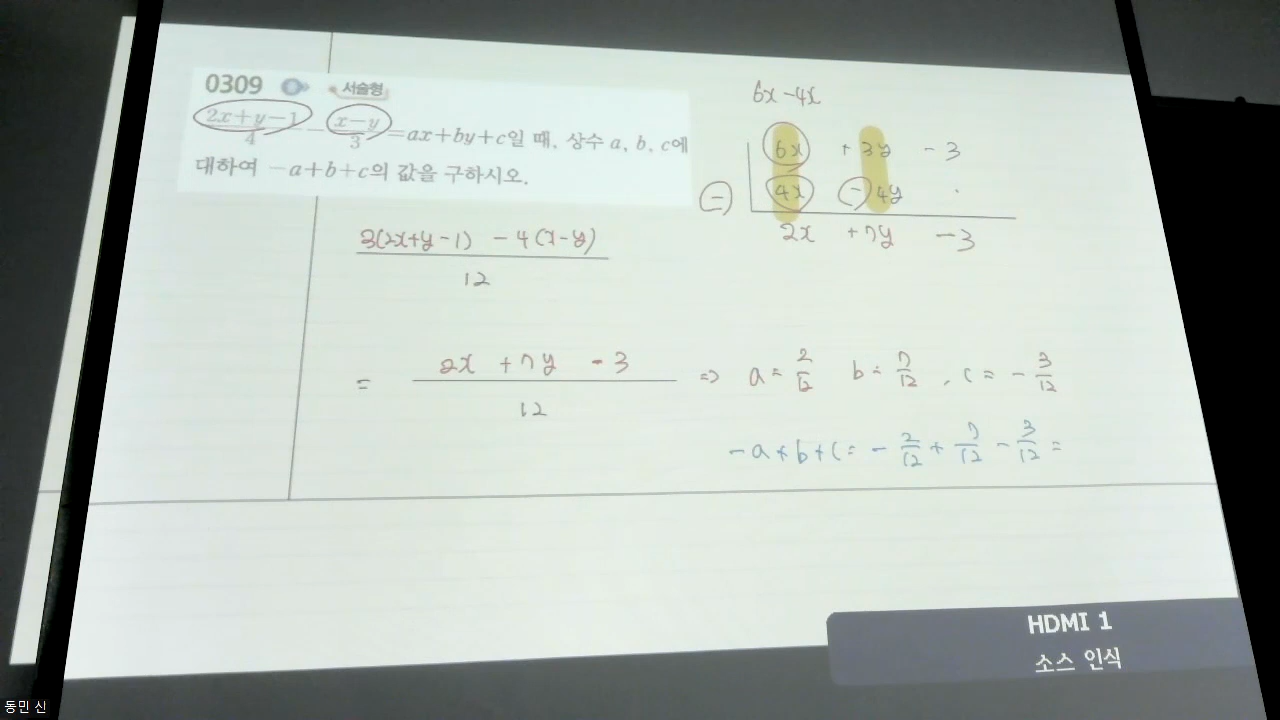 0309 서술형
(2x+y-1)/4 - (x-y)/3 =ax+by+c일 때, 상수 a, b, c에
대하여 -a+b+c의 값을 구하시오.
6x-4x
6x +3y -3
(-) 4x (-)4y .
2x +7y -3
3(2x+y-1) -4(x-y)
12
= (2x +7y -3)/12 => a= 2/12 b= 7/12 , c= - 3/12
-a+b+c= - 2/12 + 7/12 - 3/12 =
HDMI 1
소스 인식
동민 신